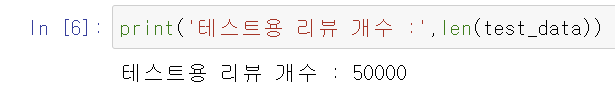 In [6]: print('테스트용 리뷰 개수 :',len(test_data))
테스트용 리뷰 개수 : 50000